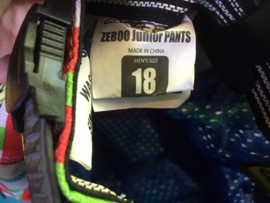 ZEBOO Junior PANTS
MADE IN CHINA
MEN'S SIZE
18